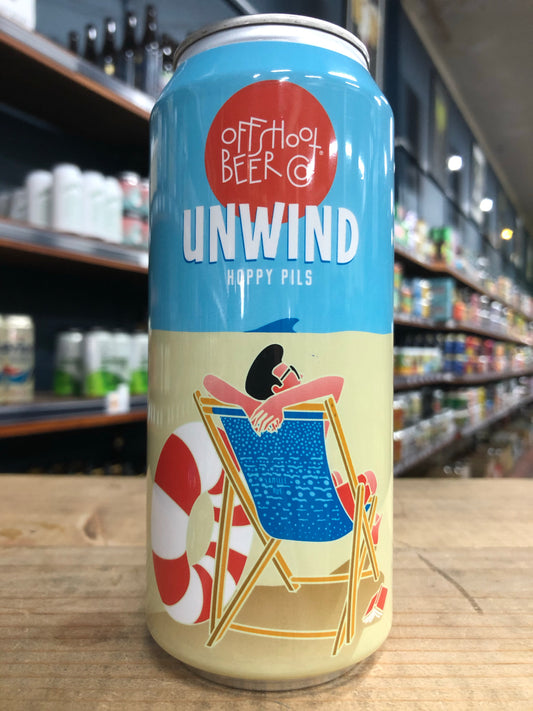 OFFSHOOT
BEER CO
UNWIND
HOPPY PILS